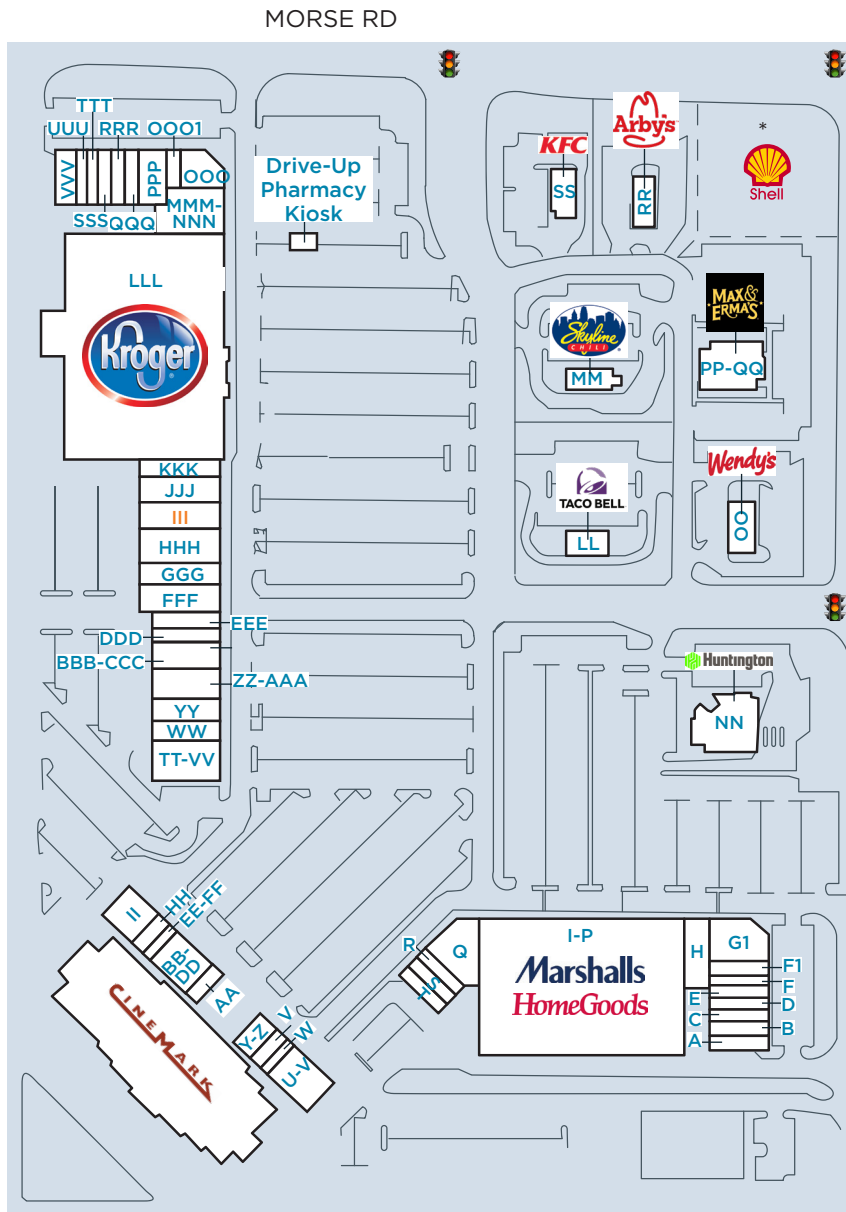 MORSE RD
TTT
UUU RRR OOO1
VVV
PPP
OOO
SSS
QQQ
MMM-
NNN
Drive-Up
Pharmacy
Kiosk
KFC
SS
Arby's
RR-
*
Shell
LLL
Kroger
Skyline
CHILI
MM
MAX &
ERMA'S
PP-QQ
KKK
JJJ
III
HHH
GGG
FFF
EEE
DDD
BBB-CCC
ZZ-AAA
YY
WW
TT-VV
TACO BELL
LL
Wendy's
OO
Huntington
NN
II
HH
EE-FF
BB-
DD
AA
CINEMARK
Y-Z
V
W
U-V
R
Q
S
T
I-P
Marshalls
HomeGoods
H
G1
F1
F
E
D
C
B
A